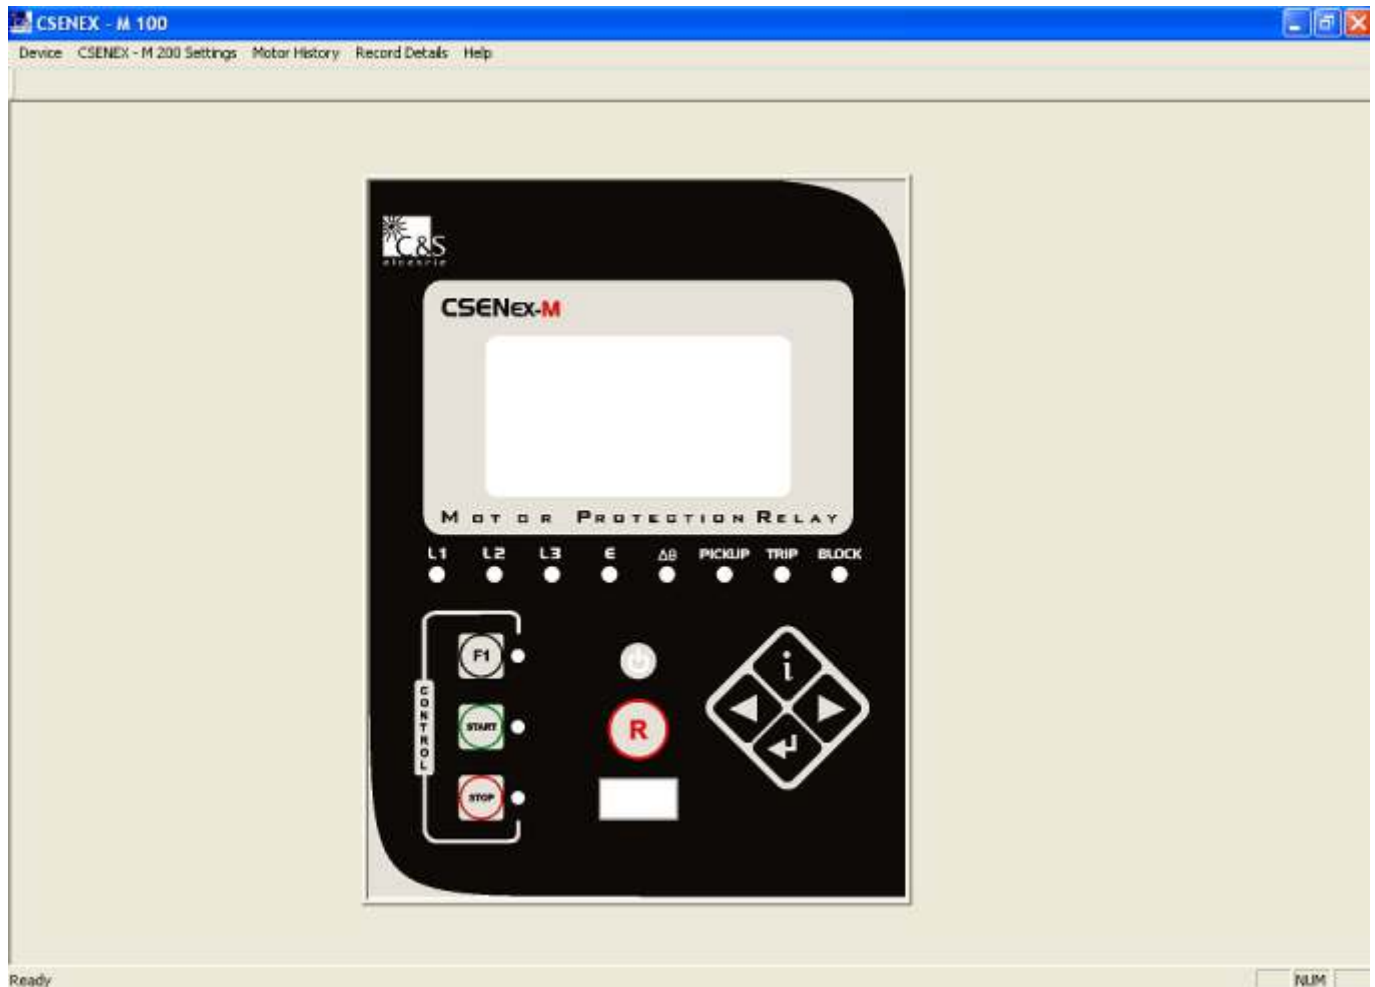 CSENEX - M 100
Device CSENEX - M 200 Settings Motor History Record Details Help
C&S
electric
CSENEX-M
MOTOR PROTECTION RELAY
L1 L2 L3 E Δθ PICKUP TRIP BLOCK
F1
i
CONTROL
START
R
STOP
Ready NUM